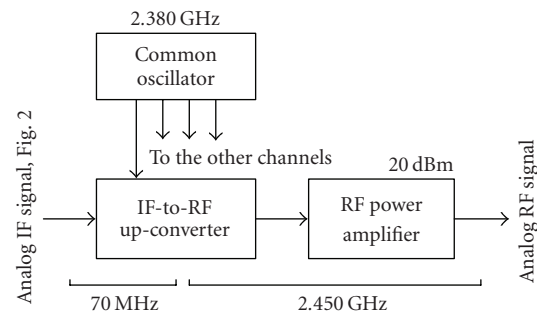 2.380 GHz
Common
oscillator
To the other channels
Analog IF signal, Fig. 2
IF-to-RF
up-converter
20 dBm
RF power
amplifier
Analog RF signal
70 MHz
2.450 GHz